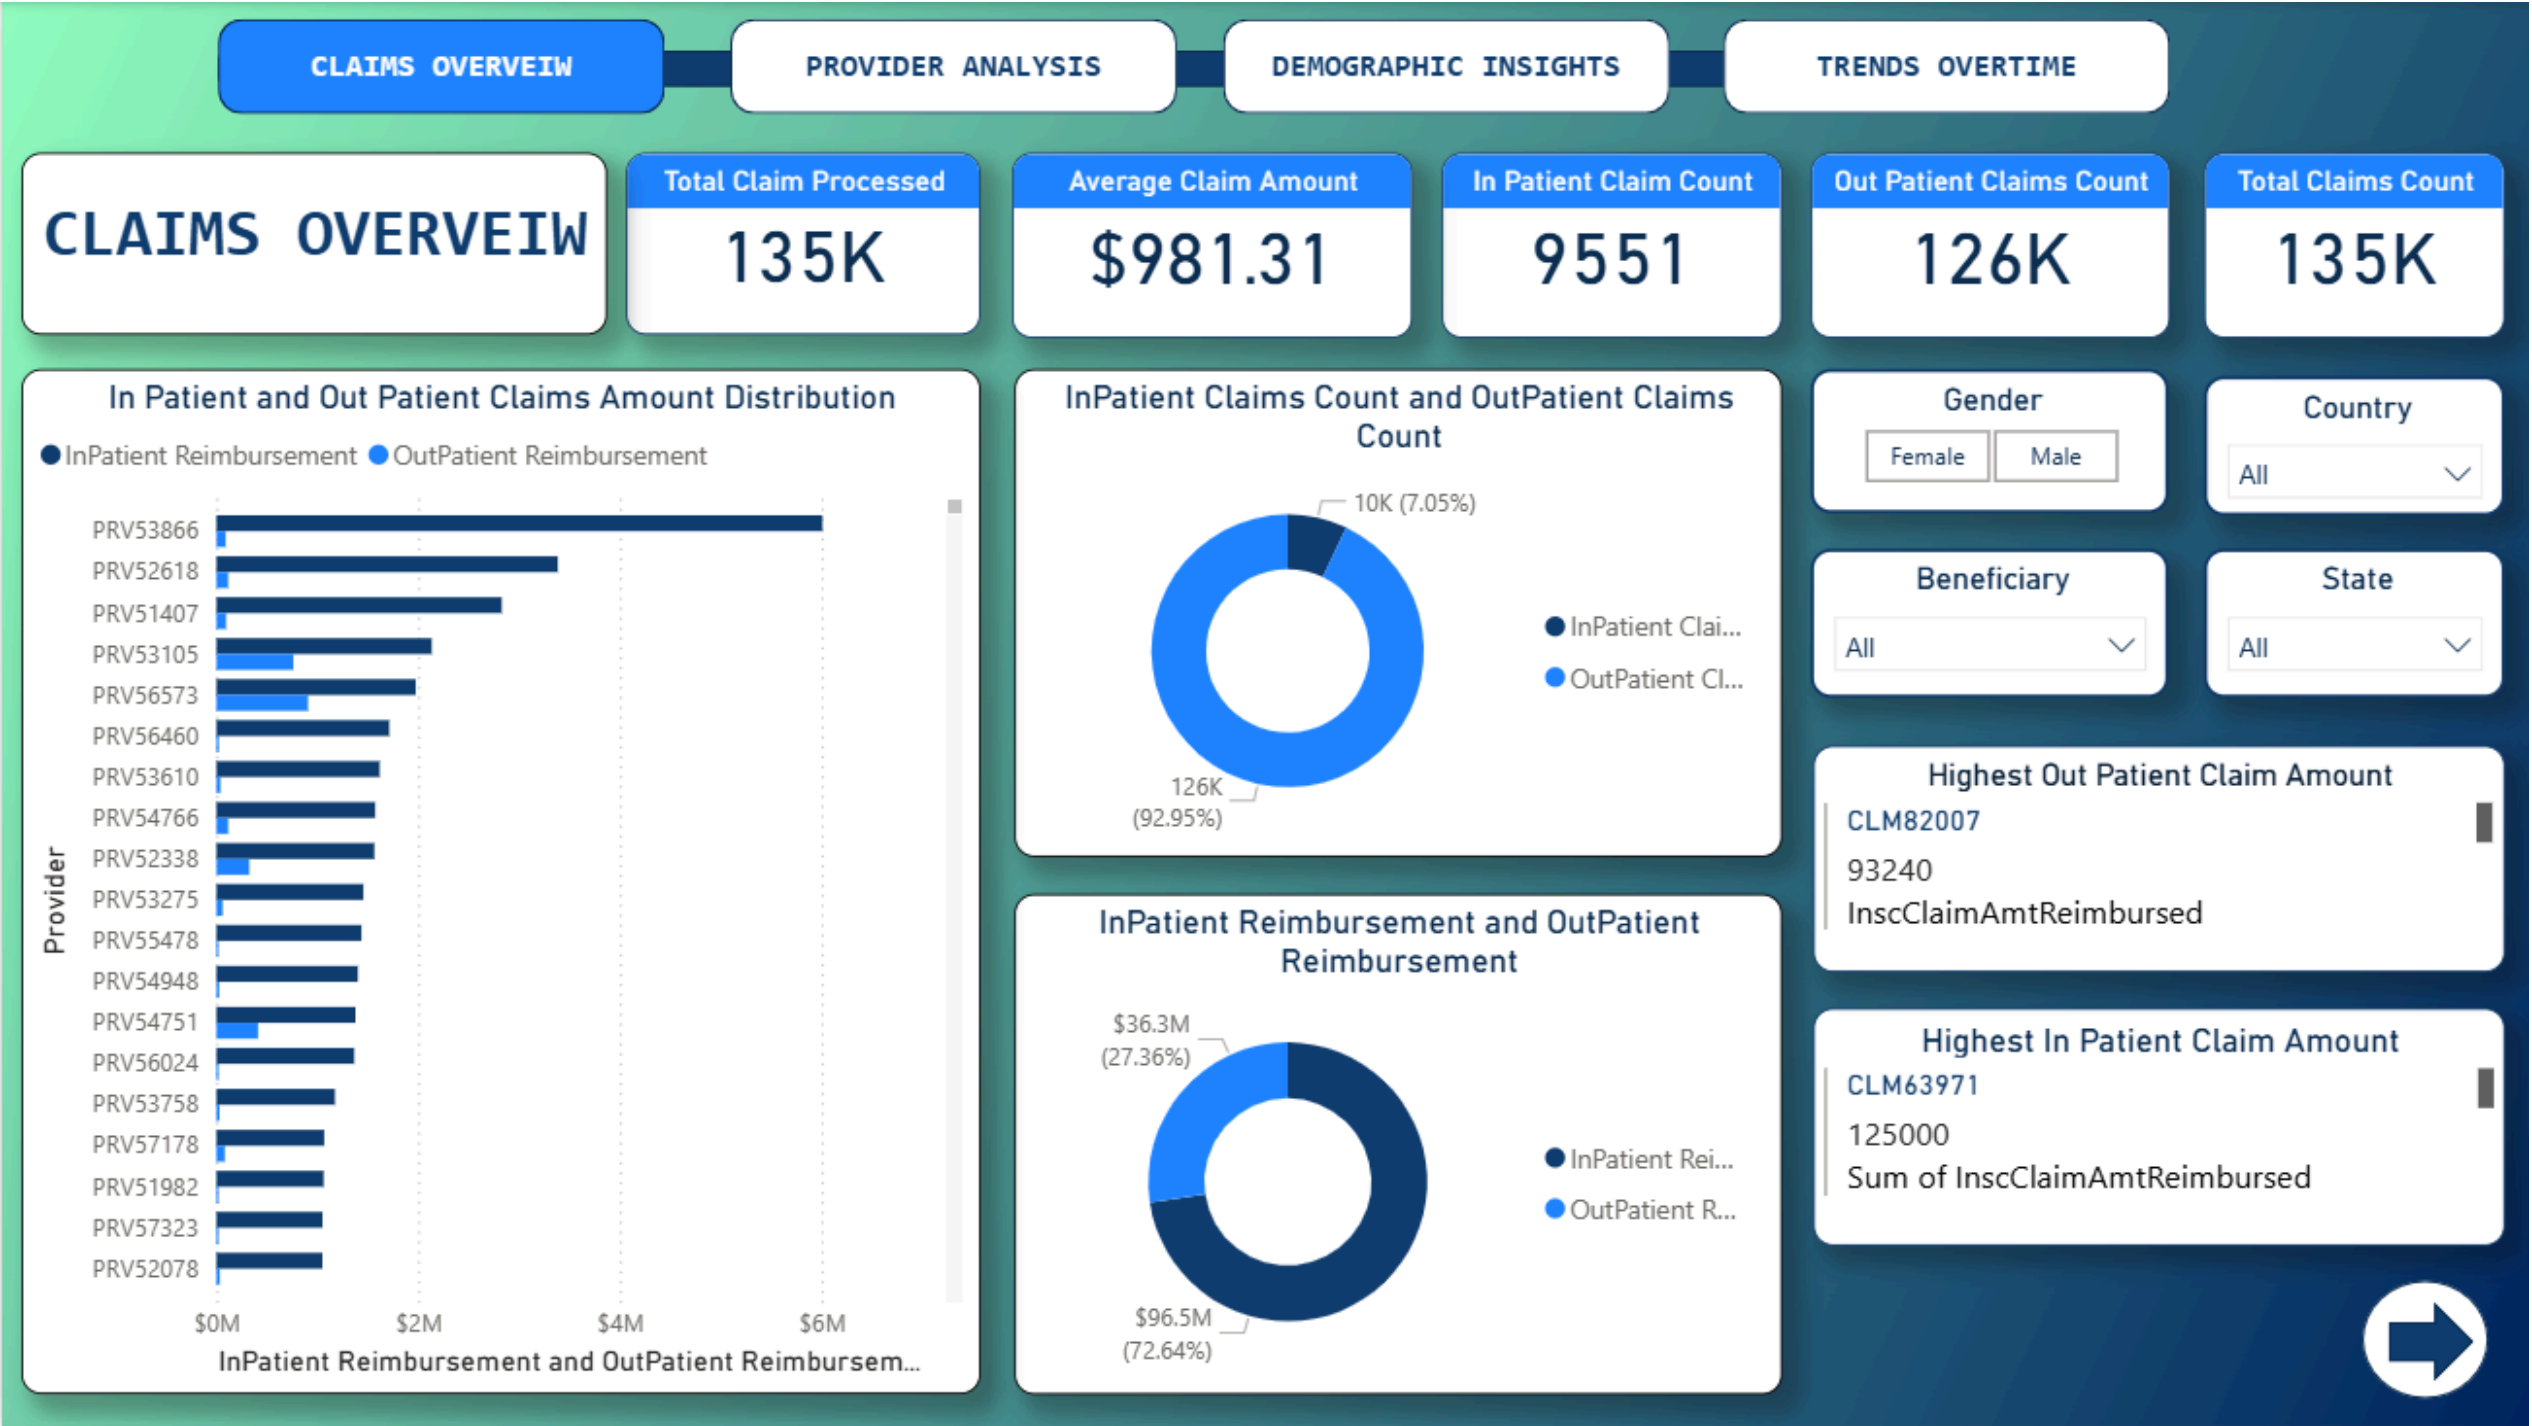 CLAIMS OVERVEIW
PROVIDER ANALYSIS
DEMOGRAPHIC INSIGHTS
TRENDS OVERTIME
CLAIMS OVERVEIW
Total Claim Processed
135K
Average Claim Amount
$981.31
In Patient Claim Count
9551
Out Patient Claims Count
126K
Total Claims Count
135K
In Patient and Out Patient Claims Amount Distribution
InPatient Reimbursement
OutPatient Reimbursement
Provider
PRV53866
PRV52618
PRV51407
PRV53105
PRV56573
PRV56460
PRV53610
PRV54766
PRV52338
PRV53275
PRV55478
PRV54948
PRV54751
PRV56024
PRV53758
PRV57178
PRV51982
PRV57323
PRV52078
$0M
$2M
$4M
$6M
InPatient Reimbursement and OutPatient Reimbursem...
InPatient Claims Count and OutPatient Claims
Count
10K (7.05%)
126K
(92.95%)
InPatient Clai...
OutPatient Cl...
InPatient Reimbursement and OutPatient
Reimbursement
$36.3M
(27.36%)
$96.5M
(72.64%)
InPatient Rei...
OutPatient R...
Gender
Female
Male
Country
All
Beneficiary
All
State
All
Highest Out Patient Claim Amount
CLM82007
93240
InscClaimAmtReimbursed
Highest In Patient Claim Amount
CLM63971
125000
Sum of InscClaimAmtReimbursed